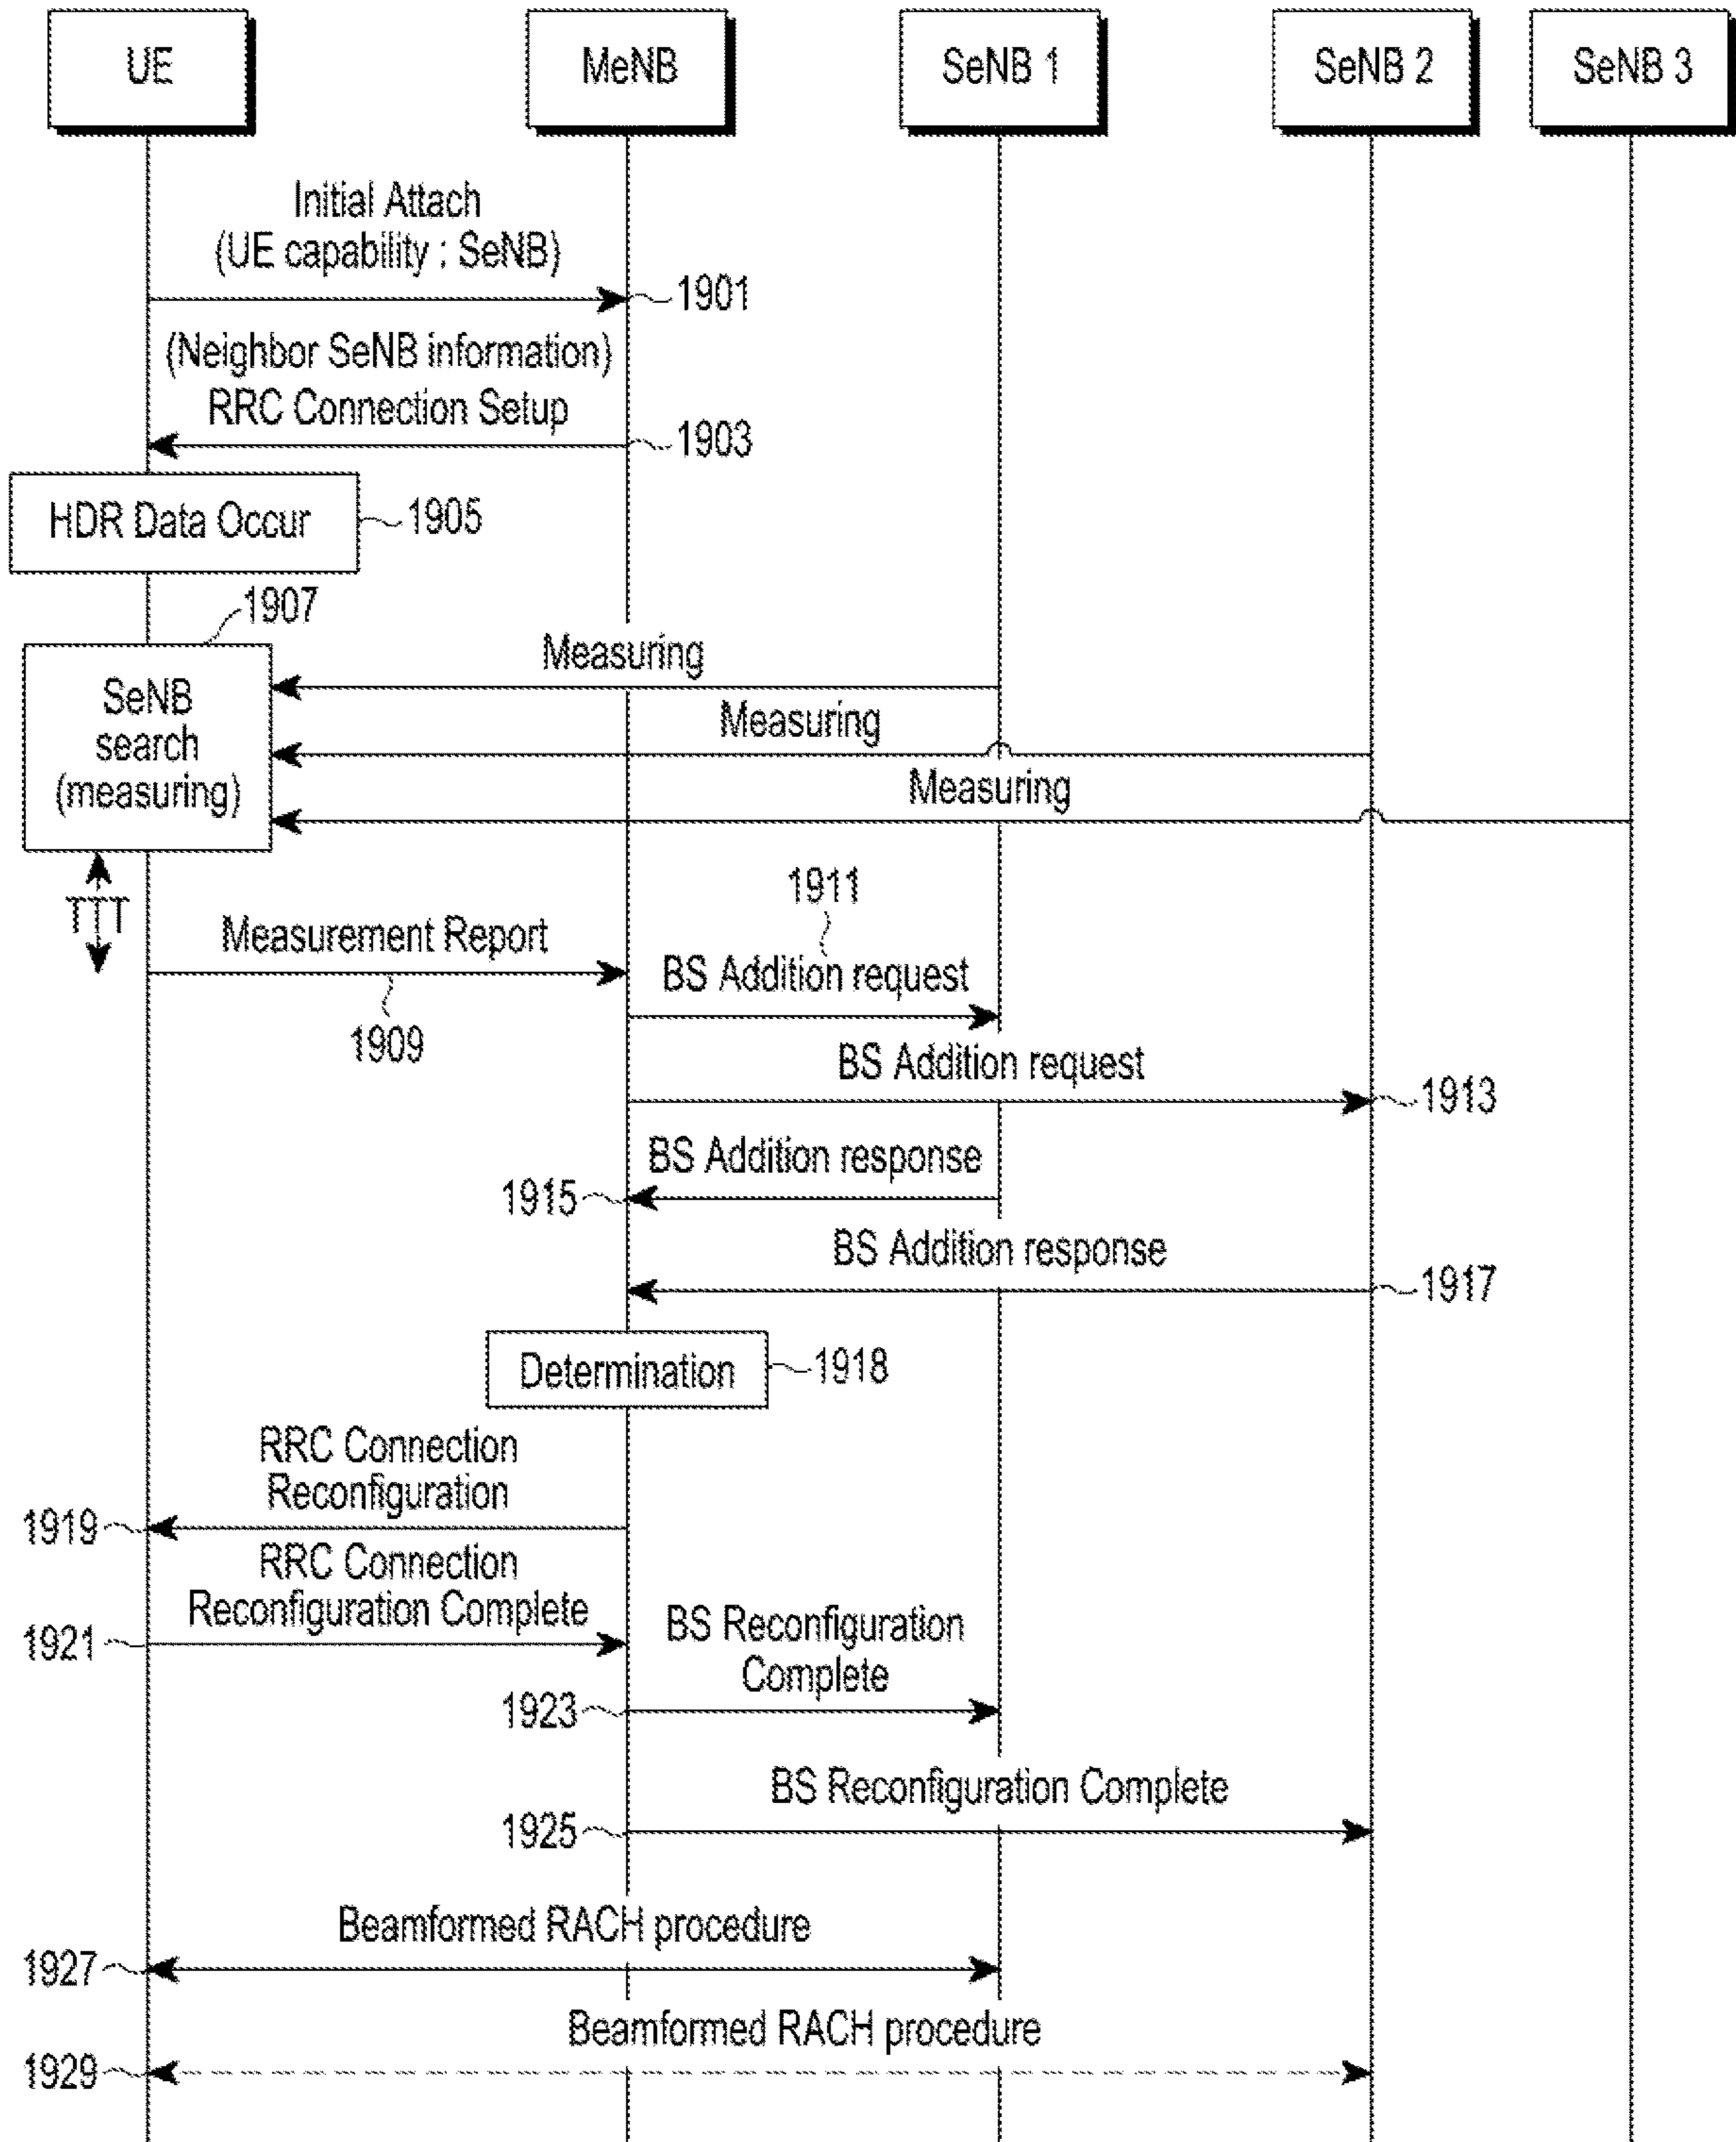 UE
MeNB
SeNB 1
SeNB 2
SeNB 3
Initial Attach
(UE capability : SeNB)
1901
(Neighbor SeNB information)
RRC Connection Setup
1903
HDR Data Occur
1905
1907
SeNB
search
(measuring)
Measuring
Measuring
Measuring
TTT
Measurement Report
1909
1911
BS Addition request
BS Addition request
1913
BS Addition response
1915
BS Addition response
1917
Determination
1918
RRC Connection
Reconfiguration
1919
RRC Connection
Reconfiguration Complete
1921
BS Reconfiguration
Complete
1923
BS Reconfiguration Complete
1925
Beamformed RACH procedure
1927
Beamformed RACH procedure
1929